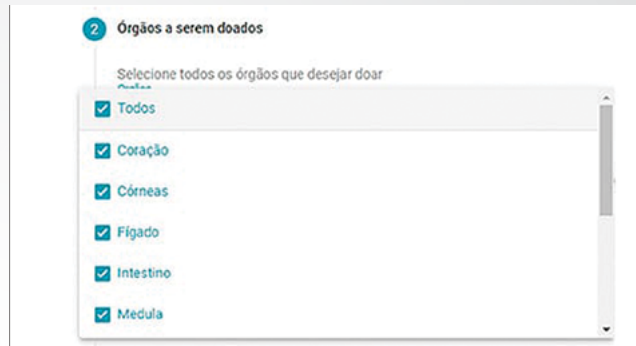 2 Órgãos a serem doados
Selecione todos os órgãos que desejar doar
Todos
Coração
Córneas
Fígado
Intestino
Medula